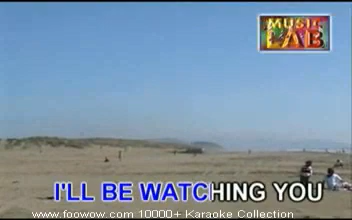 MUSIC
LAB
I'LL BE WATCHING YOU
www.foowow.com 10000+ Karaoke Collection